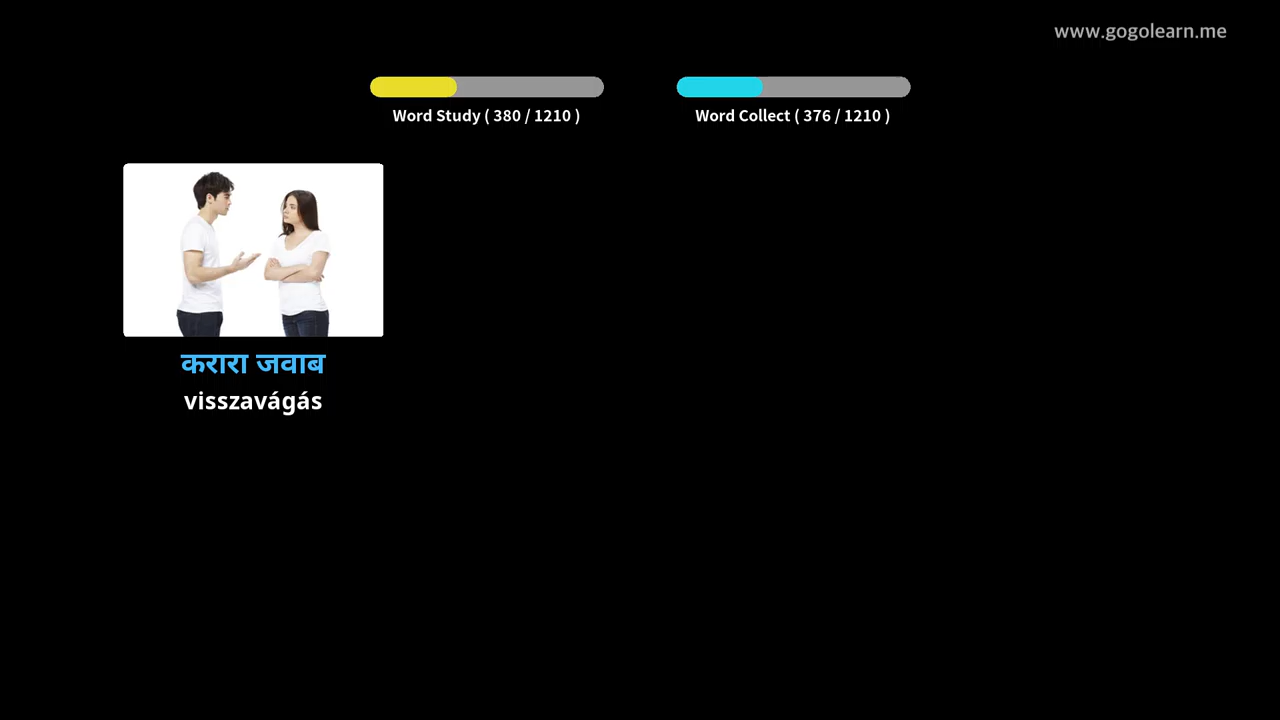 www.gogolearn.me
Word Study ( 380 / 1210 )
Word Collect ( 376 / 1210 )
करारा जवाब
visszavágás